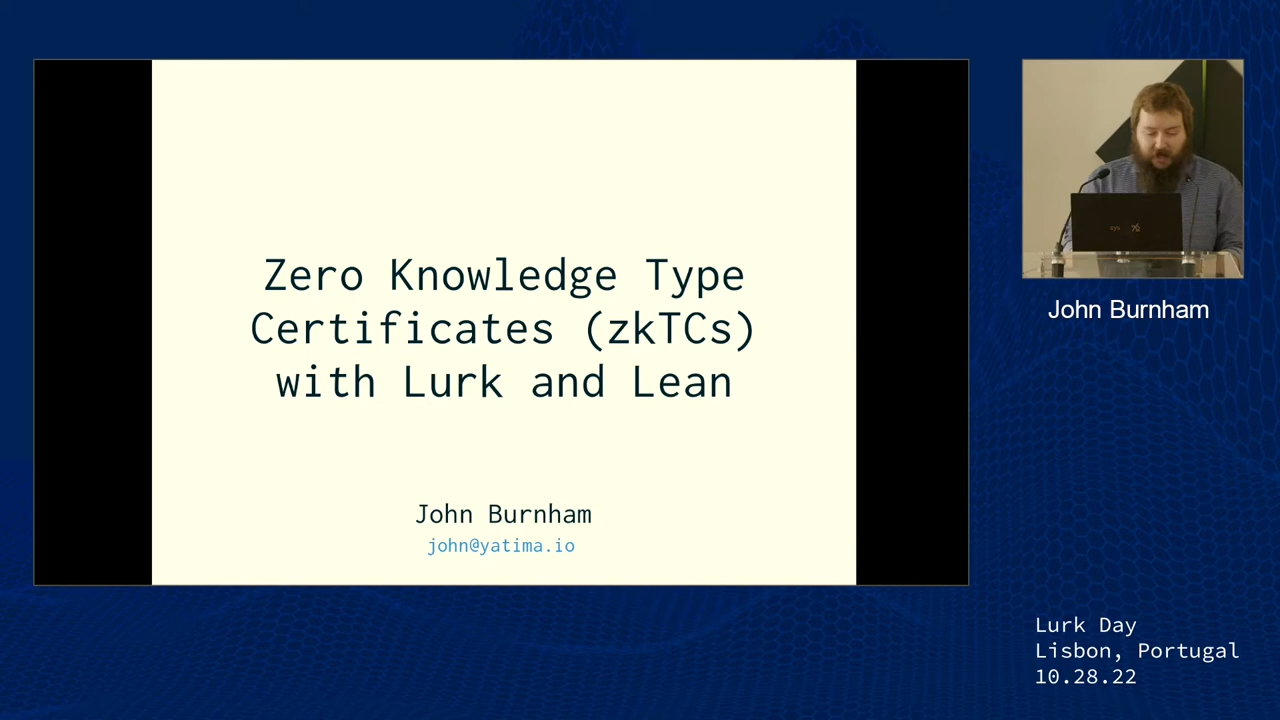 Zero Knowledge Type
Certificates (zkTCs)
with Lurk and Lean
John Burnham
john@yatima.io
John Burnham
Lurk Day
Lisbon, Portugal
10.28.22